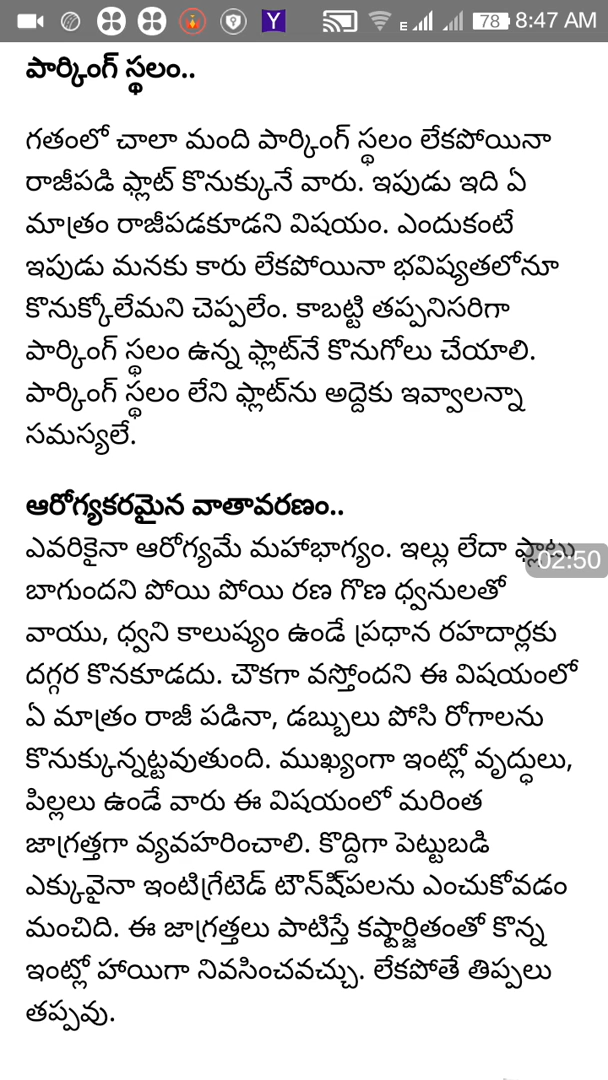 Y E 78 8:47 AM
పార్కింగ్ స్థలం..
గతంలో చాలా మంది పార్కింగ్ స్థలం లేకపోయినా
రాజీపడి ఫ్లాట్ కొనుక్కునే వారు. ఇపుడు ఇది ఏ
మాత్రం రాజీపడకూడని విషయం. ఎందుకంటే
ఇపుడు మనకు కారు లేకపోయినా భవిష్యతలోనూ
కొనుక్కోలేమని చెప్పలేం. కాబట్టి తప్పనిసరిగా
పార్కింగ్ స్థలం ఉన్న ఫ్లాట్‌నే కొనుగోలు చేయాలి.
పార్కింగ్ స్థలం లేని ఫ్లాట్‌ను అద్దెకు ఇవ్వాలన్నా
సమస్యలే.
ఆరోగ్యకరమైన వాతావరణం..
ఎవరికైనా ఆరోగ్యమే మహాభాగ్యం. ఇల్లు లేదా ఫ్లాటు
02:50
బాగుందని పోయి పోయి రణ గొణ ధ్వనులతో
వాయు, ధ్వని కాలుష్యం ఉండే ప్రధాన రహదార్లకు
దగ్గర కొనకూడదు. చౌకగా వస్తోందని ఈ విషయంలో
ఏ మాత్రం రాజీ పడినా, డబ్బులు పోసి రోగాలను
కొనుక్కున్నట్టవుతుంది. ముఖ్యంగా ఇంట్లో వృద్ధులు,
పిల్లలు ఉండే వారు ఈ విషయంలో మరింత
జాగ్రత్తగా వ్యవహరించాలి. కొద్దిగా పెట్టుబడి
ఎక్కువైనా ఇంటిగ్రేటెడ్ టౌన్‌షి్పలను ఎంచుకోవడం
మంచిది. ఈ జాగ్రత్తలు పాటిస్తే కష్టార్జితంతో కొన్న
ఇంట్లో హాయిగా నివసించవచ్చు. లేకపోతే తిప్పలు
తప్పవు.